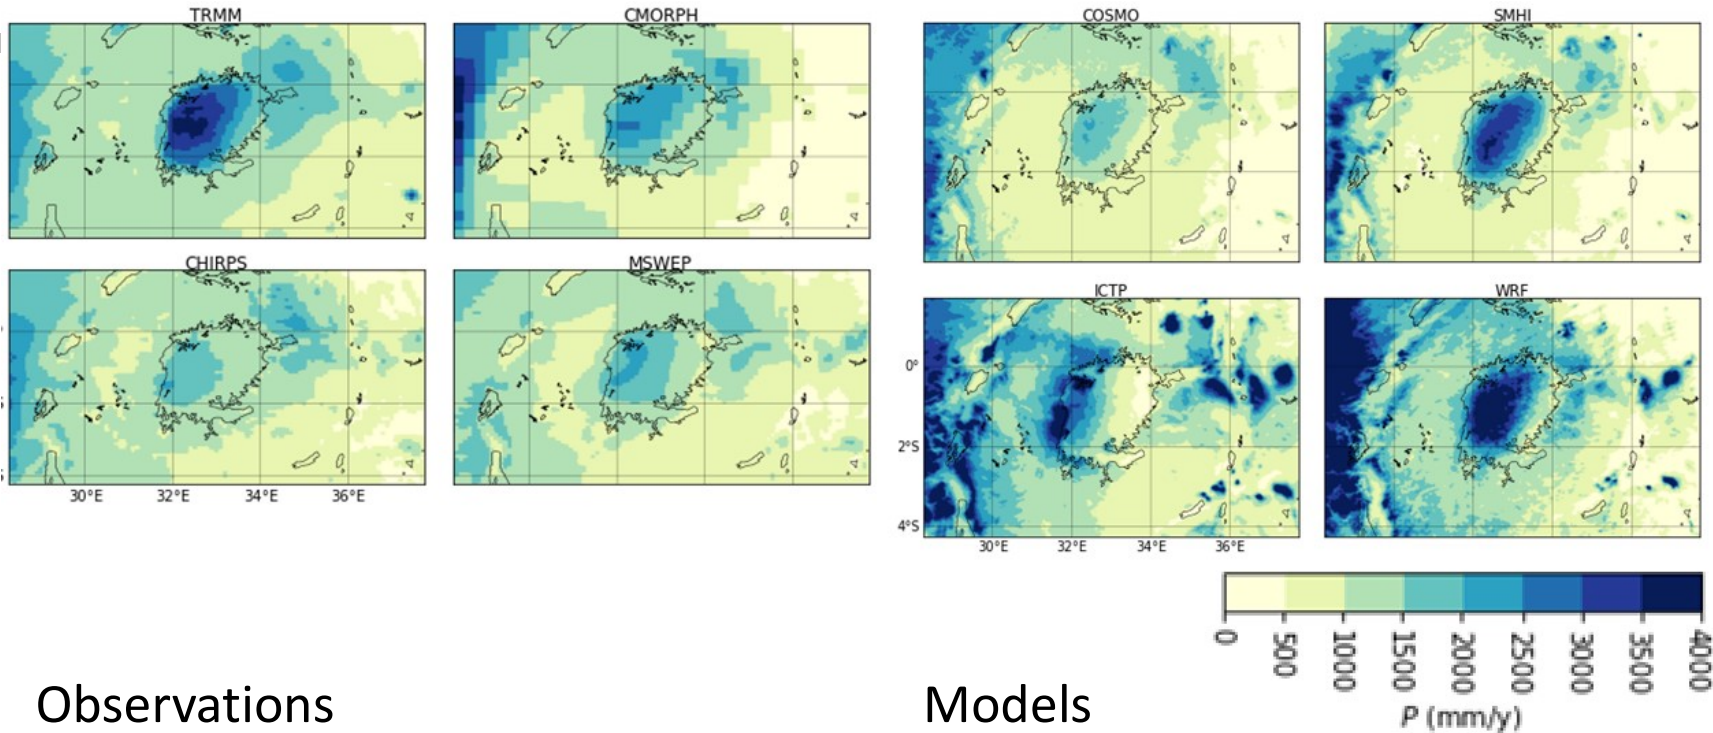 TRMM
CMORPH
CHIRPS
MSWEP
30°E 32°E 34°E 36°E
Observations
COSMO
SMHI
ICTP
WRF
0°
2°S
4°S
30°E 32°E 34°E 36°E
0 500 1000 1500 2000 2500 3000 3500 4000
P (mm/y)
Models